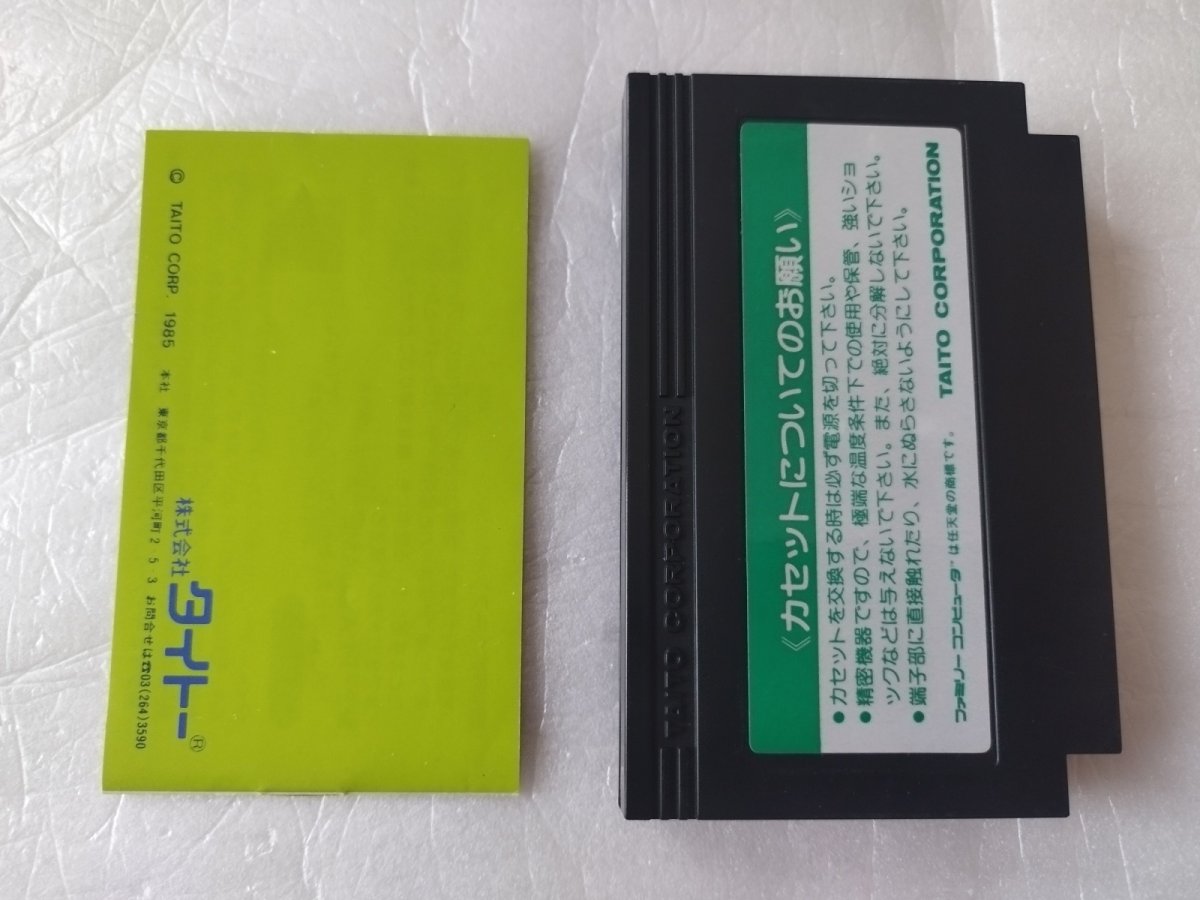 © TAITO CORP. 1985 本社 東京都千代田区平河町2・5・3 お問合せは☎03(264)3590
株式会社 タイトー®
TAITO CORPORATION
《カセットについてのお願い》
●カセットを交換する時は必ず電源を切って下さい。
●精密機器ですので、極端な温度条件下での使用や保管、強いショ
ックなどは与えないで下さい。また、絶対に分解しないで下さい。
●端子部に直接触れたり、水にぬらさないようにして下さい。
ファミリー コンピュータ™は任天堂の商標です。 TAITO CORPORATION